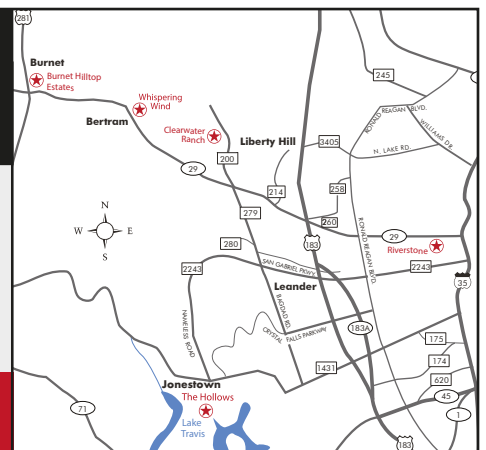 281
Burnet
Burnet Hilltop
Estates
Whispering
Wind
Bertram
Clearwater
Ranch
Liberty Hill
245
RONALD REAGAN BLVD.
WILLIAMS DR.
3405
N. LAKE RD.
200
29
214
258
279
260
280
183
29
Riverstone
RONALD REAGAN BLVD.
N
W
E
S
2243
SAN GABRIEL PKWY.
2243
35
Leander
NAMELESS ROAD
BAGDAD RD.
CRYSTAL FALLS PARKWAY
183A
175
174
1431
620
Jonestown
The Hollows
45
71
Lake
Travis
1
183